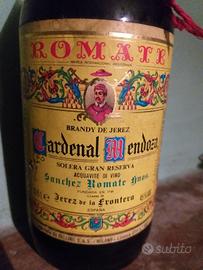 ROMATE
BRANDY DE JEREZ
Cardenal Mendoza
SOLERA GRAN RESERVA
ACQUAVITE DI VINO
Sanchez Romate Hnos.
Jerez de la Frontera
ESPAÑA
subito